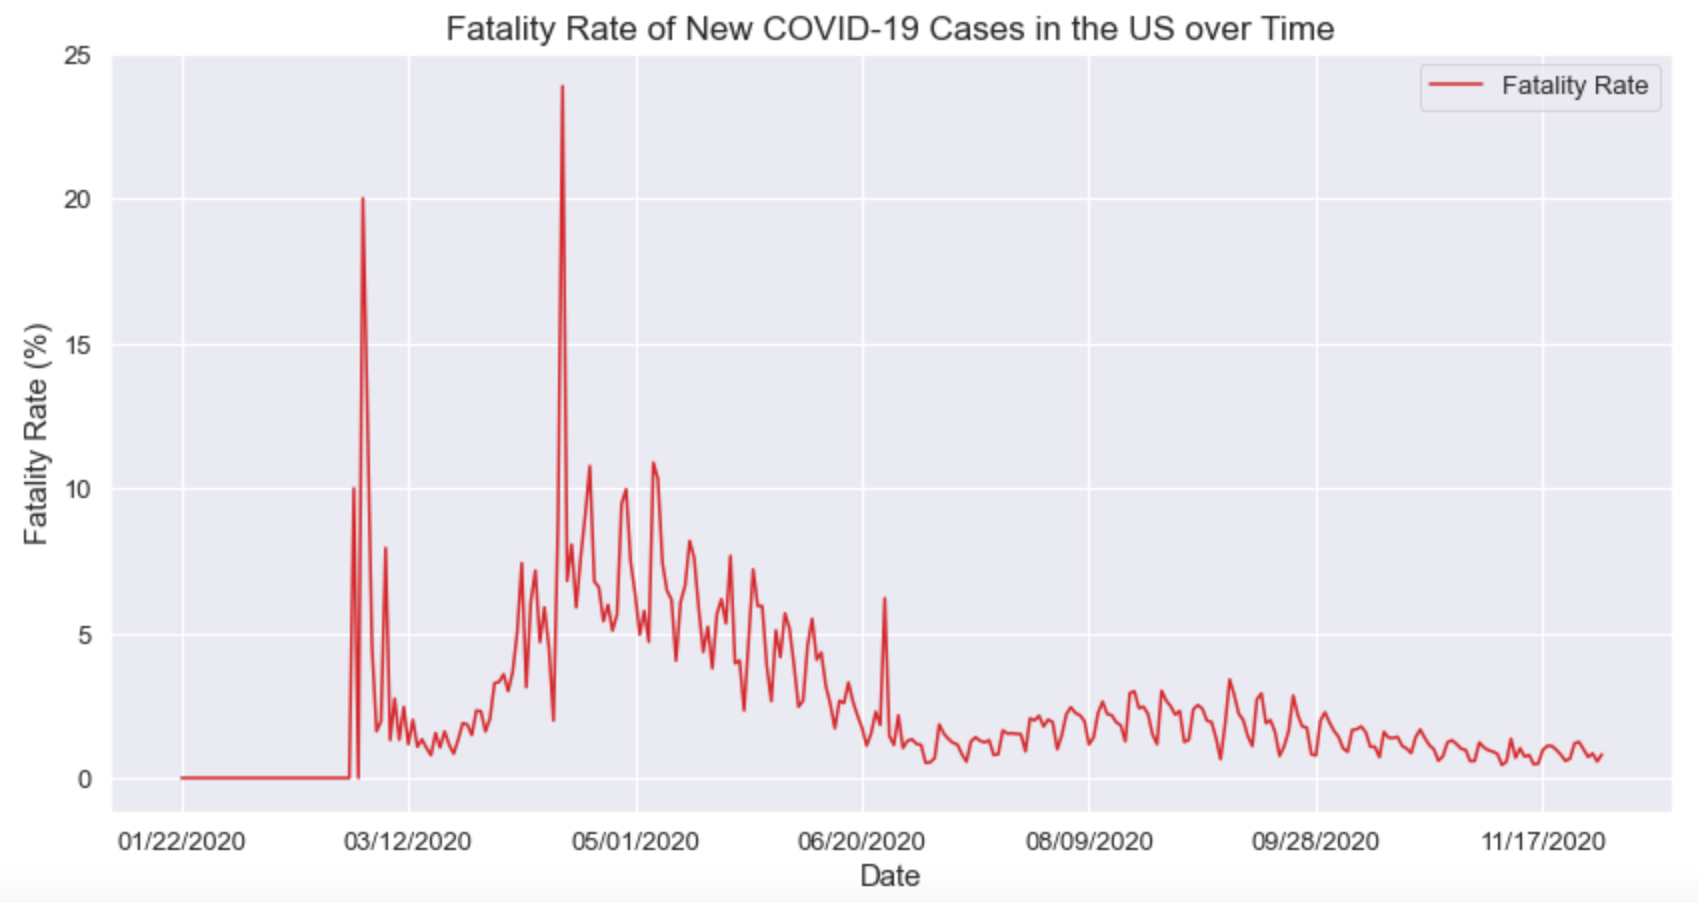 Fatality Rate of New COVID-19 Cases in the US over Time
25
Fatality Rate
20
15
10
5
0
Fatality Rate (%)
01/22/2020 03/12/2020 05/01/2020 06/20/2020 08/09/2020 09/28/2020 11/17/2020
Date